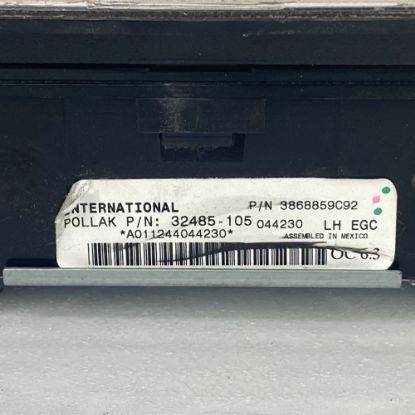 INTERNATIONAL P/N 3868859C92
POLLAK P/N: 32485-105 044230 LH EGC
*A011244044230* ASSEMBLED IN MEXICO
OC 6.3